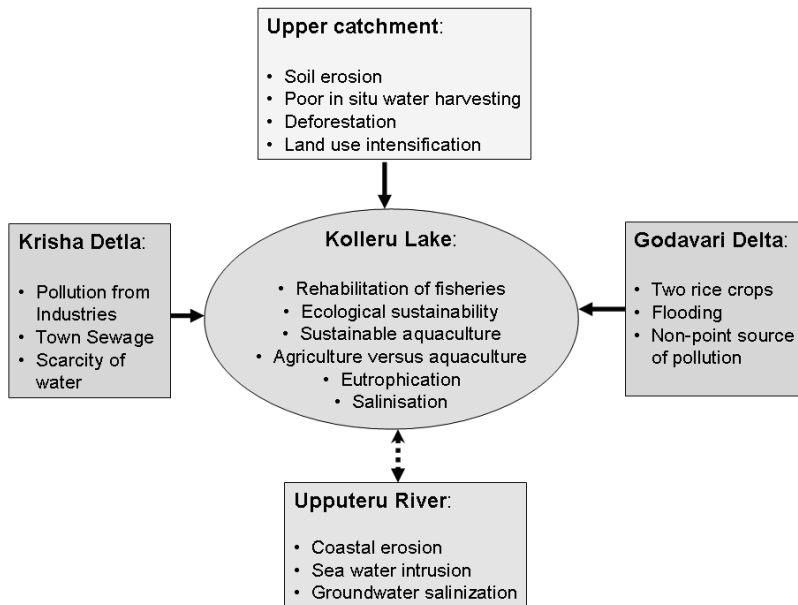 Upper catchment:
• Soil erosion
• Poor in situ water harvesting
• Deforestation
• Land use intensification
Krisha Detla:
• Pollution from
Industries
• Town Sewage
• Scarcity of
water
Kolleru Lake:
• Rehabilitation of fisheries
• Ecological sustainability
• Sustainable aquaculture
• Agriculture versus aquaculture
• Eutrophication
• Salinisation
Godavari Delta:
• Two rice crops
• Flooding
• Non-point source
of pollution
Upputeru River:
• Coastal erosion
• Sea water intrusion
• Groundwater salinization